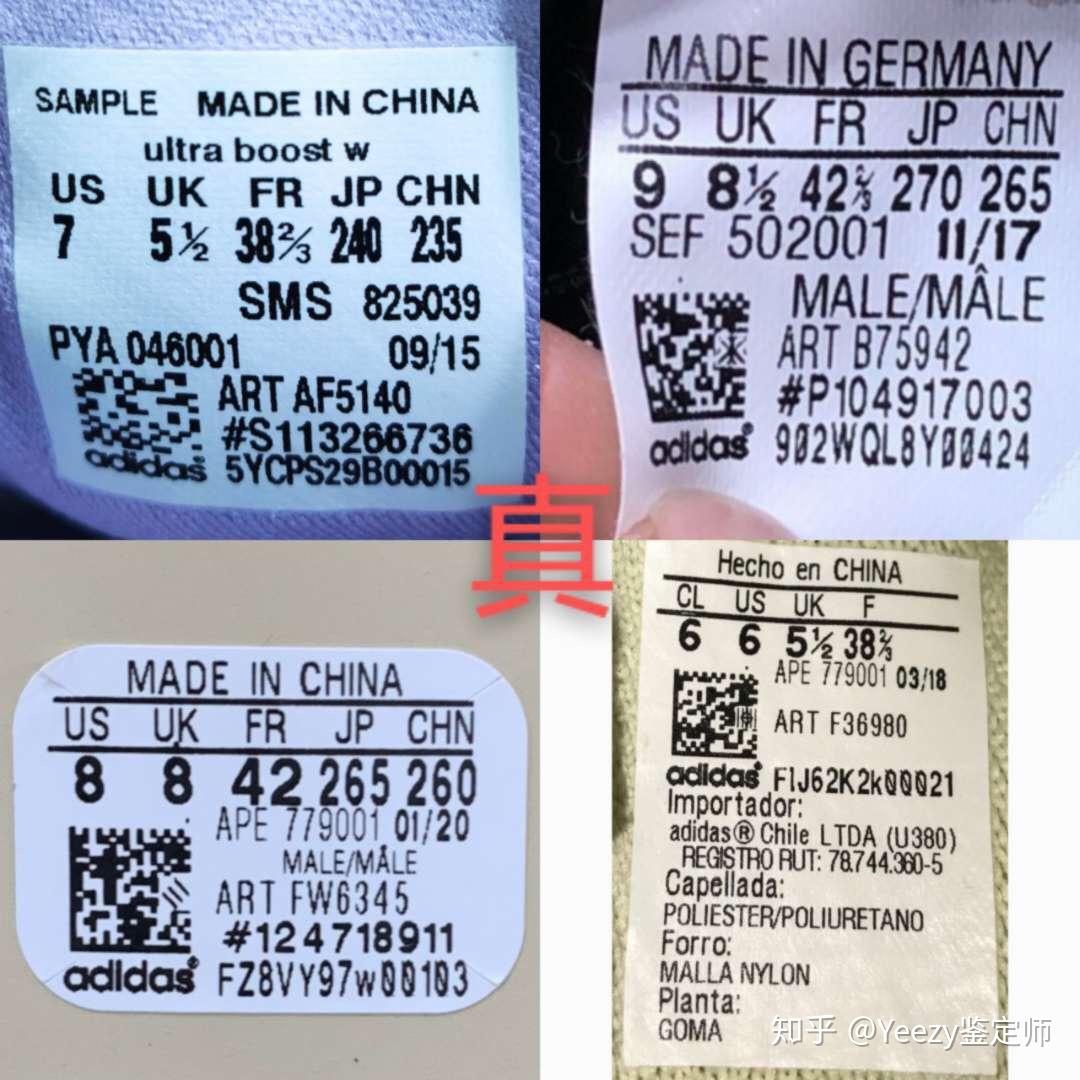 SAMPLE MADE IN CHINA
ultra boost w
US UK FR JP CHN
7 5½ 38⅔ 240 235
SMS 825039
PYA 046001 09/15
ART AF5140
#S113266736
adidas® 5YCPS29B00015
MADE IN GERMANY
US UK FR JP CHN
9 8½ 42⅔ 270 265
SEF 502001 11/17
MALE/MÂLE
ART B75942
#P104917003
adidas® 902WQL8Y00424
真
MADE IN CHINA
US UK FR JP CHN
8 8 42 265 260
APE 779001 01/20
MALE/MÂLE
ART FW6345
#124718911
adidas® FZ8VY97w00103
Hecho en CHINA
CL US UK F
6 6 5½ 38⅔
APE 779001 03/18
ART F36980
adidas® FIJ62K2k00021
Importador:
adidas® Chile LTDA (U380)
REGISTRO RUT: 78.744.360-5
Capellada:
POLIESTER/POLIURETANO
Forro:
MALLA NYLON
Planta:
GOMA
知乎 @Yeezy鉴定师